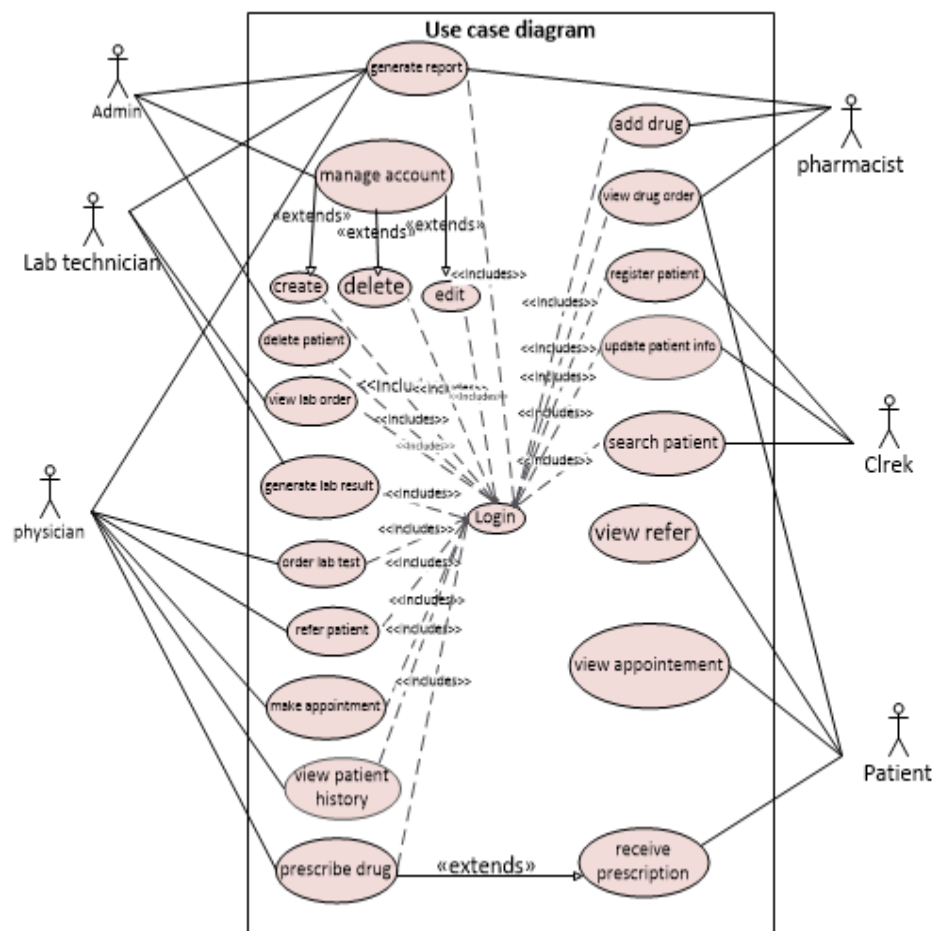 Use case diagram
generate report
Admin
add drug
pharmacist
manage account
view drug order
«extends»
«extends»
«extends»
Lab technician
register patient
<<includes>>
create
delete
edit
<<includes>>
delete patient
update patient info
<<includes>>
<<includes>>
<<includes>>
view lab order
<<includes>>
<<includes>>
search patient
Clrek
<<includes>>
<<includes>>
generate lab result
<<includes>>
Login
physician
<<includes>>
view refer
order lab test
<<includes>>
<<includes>>
refer patient
<<includes>>
view appointement
<<includes>>
make appointment
view patient
history
Patient
prescribe drug
«extends»
receive
prescription